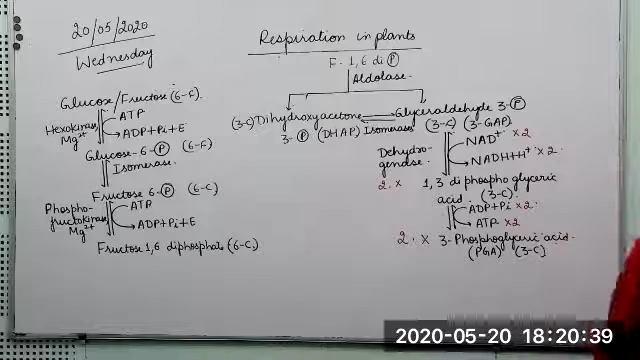 20/05/2020
Wednesday
Respiration in plants
Glucose/Fructose (6-C).
Hexokinase
Mg2+
ATP
ADP+Pi+E
Glucose-6-P (6-C)
Isomerase.
Fructose 6-P (6-C)
Phospho-
fructokinase
Mg2+
ATP
ADP+Pi+E
Fructose 1,6 diphosphate (6-C)
F-1,6 di P
Aldolase.
(3-C) Dihydroxyacetone
3-P (DHAP)
Isomerase
Glyceraldehyde 3-P
(3-C) (3-GAP)
Dehydro-
genase.
NAD+ x2
NADH+H+ x2.
2. x 1,3 diphospho glyceric
acid. (3-C)
ADP+Pi x2.
ATP x2
2. x 3-Phosphoglyceric acid.
(PGA) (3-C)
2020-05-20 18:20:39